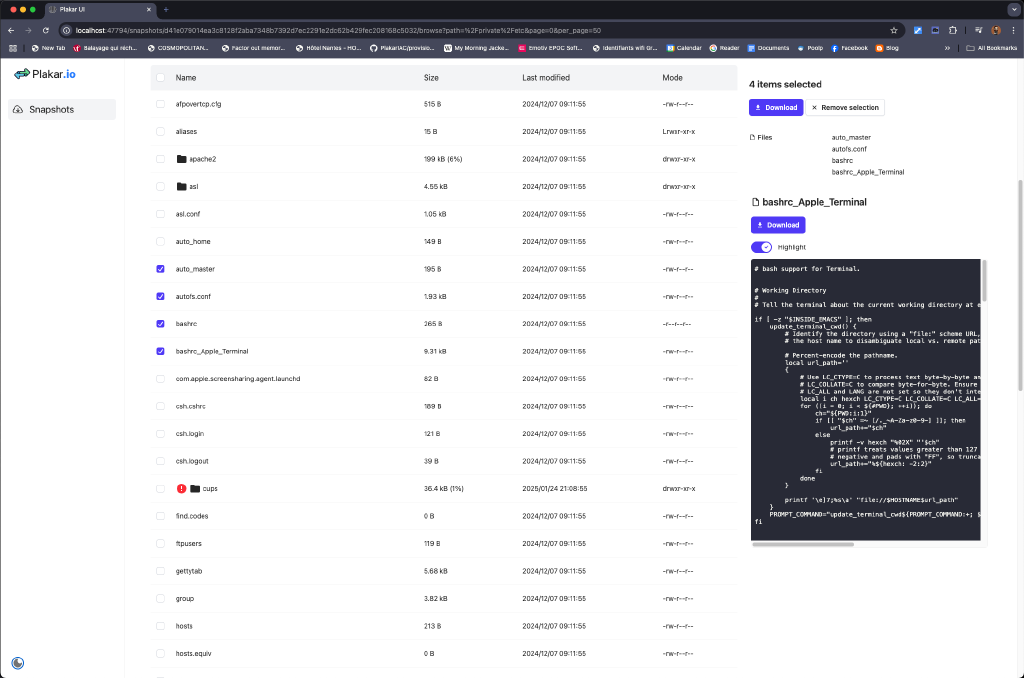 Plakar UI
localhost:47794/snapshots/d41e079014ea3c8128f2aba7348b7392d7ec2291e2dc62b429fec208168c5032/browse?path=%2Fprivate%2Fetc&page=0&per_page=50
New Tab
Balayage qui réch...
COSMOPOLITAN...
Factor out memor...
Hôtel Nantes - HO...
PlakarIAC/proviso...
My Morning Jacke...
Emotiv EPOC Soft...
Identifiants wifi Gr...
Calendar
Reader
Documents
Poolp
Facebook
Blog
All Bookmarks
Plakar.io
Snapshots
Name Size Last modified Mode
afpovertcp.cfg 515 B 2024/12/07 09:11:55 -rw-r--r--
aliases 15 B 2024/12/07 09:11:55 Lrwxr-xr-x
apache2 199 kB (6%) 2024/12/07 09:11:55 drwxr-xr-x
asl 4.55 kB 2024/12/07 09:11:55 drwxr-xr-x
asl.conf 1.05 kB 2024/12/07 09:11:55 -rw-r--r--
auto_home 149 B 2024/12/07 09:11:55 -rw-r--r--
auto_master 195 B 2024/12/07 09:11:55 -rw-r--r--
autofs.conf 1.93 kB 2024/12/07 09:11:55 -rw-r--r--
bashrc 265 B 2024/12/07 09:11:55 -r--r--r--
bashrc_Apple_Terminal 9.31 kB 2024/12/07 09:11:55 -rw-r--r--
com.apple.screensharing.agent.launchd 82 B 2024/12/07 09:11:55 -rw-r--r--
csh.cshrc 189 B 2024/12/07 09:11:55 -rw-r--r--
csh.login 121 B 2024/12/07 09:11:55 -rw-r--r--
csh.logout 39 B 2024/12/07 09:11:55 -rw-r--r--
cups 36.4 kB (1%) 2025/01/24 21:08:55 drwxr-xr-x
find.codes 0 B 2024/12/07 09:11:55 -rw-r--r--
ftpusers 119 B 2024/12/07 09:11:55 -rw-r--r--
gettytab 5.68 kB 2024/12/07 09:11:55 -rw-r--r--
group 3.82 kB 2024/12/07 09:11:55 -rw-r--r--
hosts 213 B 2024/12/07 09:11:55 -rw-r--r--
hosts.equiv 0 B 2024/12/07 09:11:55 -rw-r--r--
4 items selected
Download
Remove selection
Files
auto_master
autofs.conf
bashrc
bashrc_Apple_Terminal
bashrc_Apple_Terminal
Download
Highlight
# bash support for Terminal.
# Working Directory
#
# Tell the terminal about the current working directory at e
if [ -z "$INSIDE_EMACS" ]; then
update_terminal_cwd() {
# Identify the directory using a "file:" scheme URL,
# the host name to disambiguate local vs. remote pat
# Percent-encode the pathname.
local url_path=''
{
# Use LC_CTYPE=C to process text byte-by-byte an
# LC_COLLATE=C to compare byte-for-byte. Ensure
# LC_ALL and LANG are not set so they don't inte
local i ch hexch LC_CTYPE=C LC_COLLATE=C LC_ALL=
for ((i = 0; i < ${#PWD}; ++i)); do
ch="${PWD:i:1}"
if [[ "$ch" =~ [/._~A-Za-z0-9-] ]]; then
url_path+="$ch"
else
printf -v hexch "%02X" "'$ch"
# printf treats values greater than 127
# negative and pads with "FF", so trunca
url_path+="%${hexch: -2:2}"
fi
done
}
printf '\e]7;%s\a' "file://$HOSTNAME$url_path"
}
PROMPT_COMMAND="update_terminal_cwd${PROMPT_COMMAND:+; $
fi